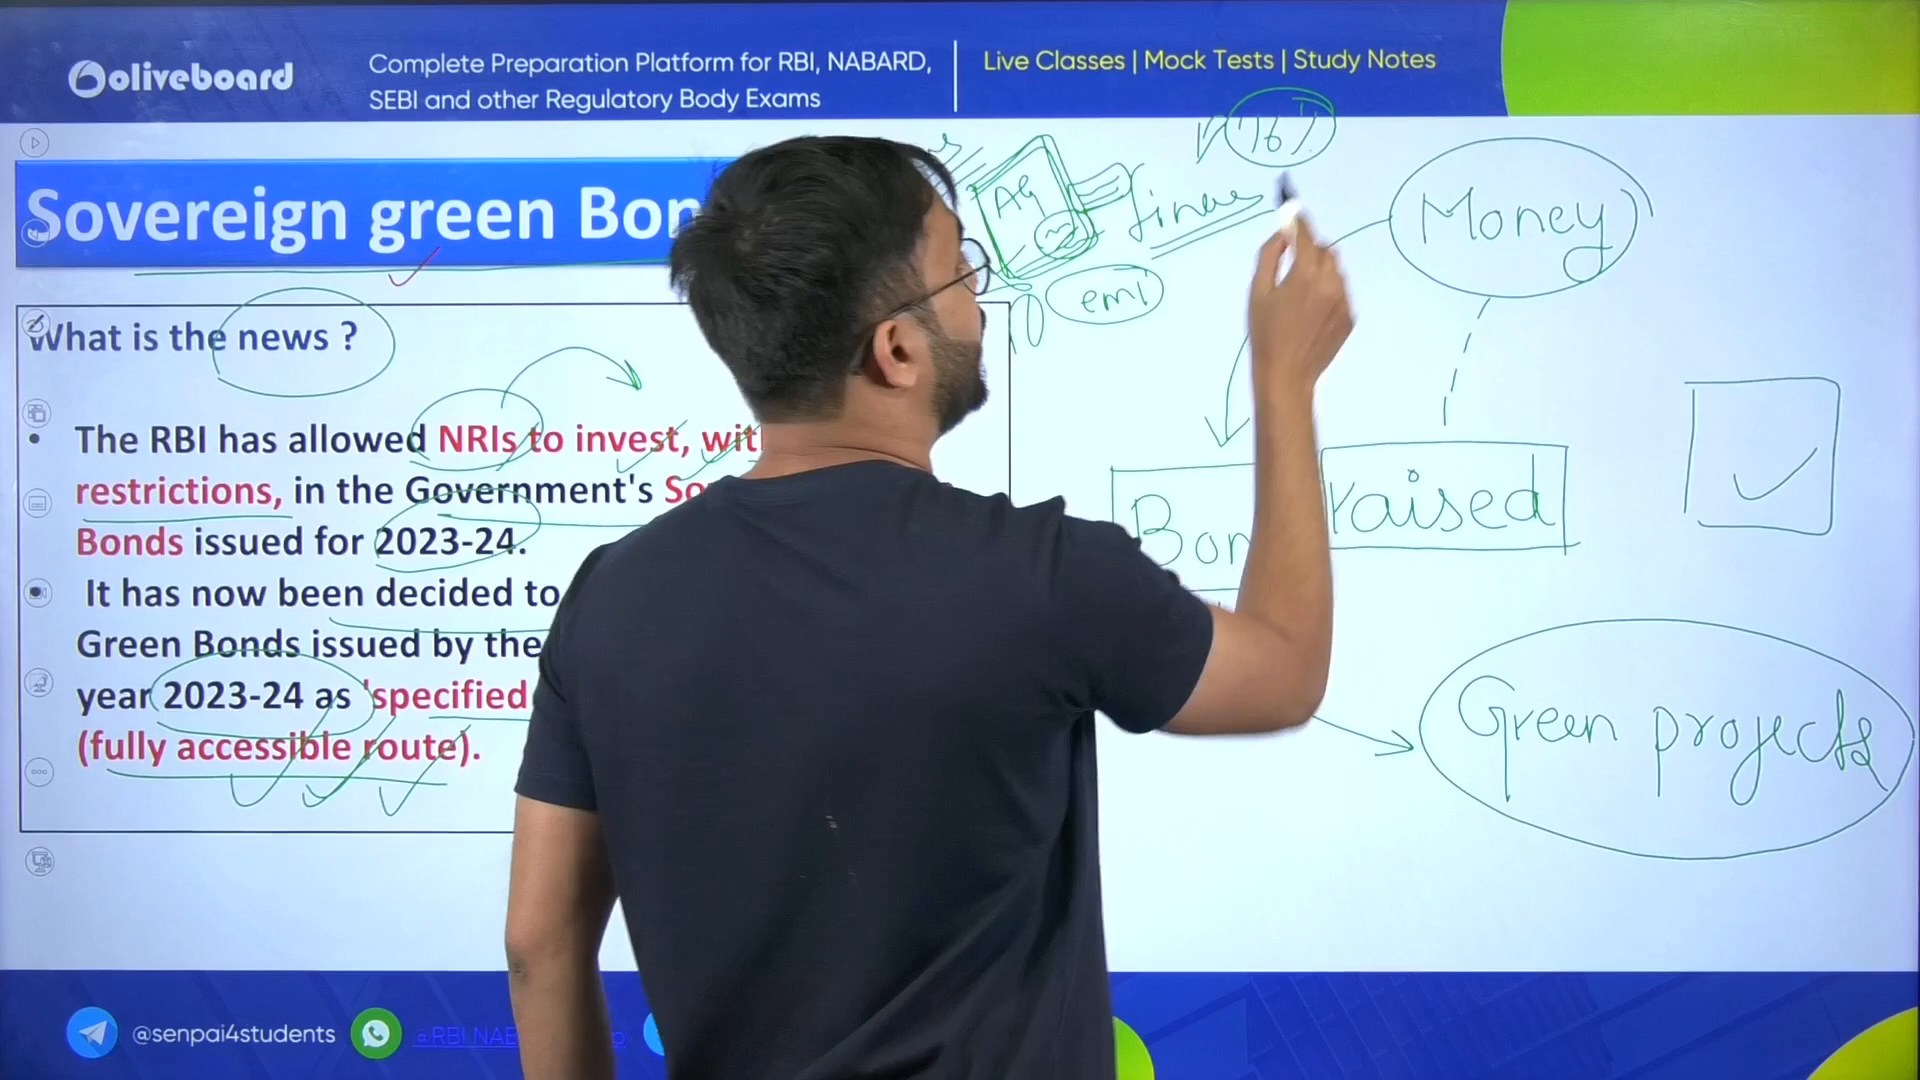 oliveboard
Complete Preparation Platform for RBI, NABARD,
SEBI and other Regulatory Body Exams
Live Classes | Mock Tests | Study Notes
Sovereign green Bon
AG
16%
Money
emi
What is the news ?
• The RBI has allowed NRIs to invest, wit
restrictions, in the Government's So
Bonds issued for 2023-24.
It has now been decided to
Green Bonds issued by the
year 2023-24 as 'specified
(fully accessible route).
Bon
raised
Green projects
@senpai4students